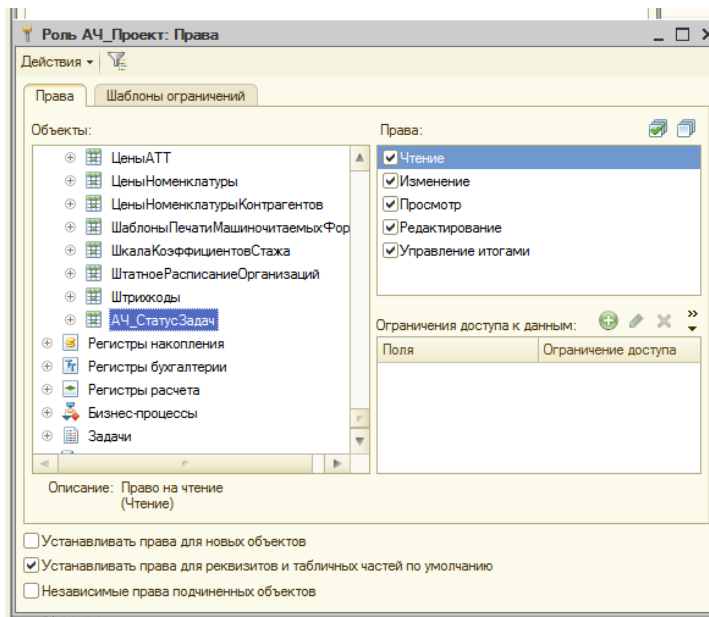 Роль АЧ_Проект: Права
Действия
Права
Шаблоны ограничений
Объекты:
Права:
ЦеныАТТ
ЦеныНоменклатуры
ЦеныНоменклатурыКонтрагентов
ШаблоныПечатиМашиночитаемыхФор
ШкалаКоэффициентовСтажа
ШтатноеРасписаниеОрганизаций
Штрихкоды
АЧ_СтатусЗадач
Регистры накопления
Регистры бухгалтерии
Регистры расчета
Бизнес-процессы
Задачи
Чтение
Изменение
Просмотр
Редактирование
Управление итогами
Ограничения доступа к данным:
Поля
Ограничение доступа
Описание: Право на чтение
(Чтение)
Устанавливать права для новых объектов
Устанавливать права для реквизитов и табличных частей по умолчанию
Независимые права подчиненных объектов